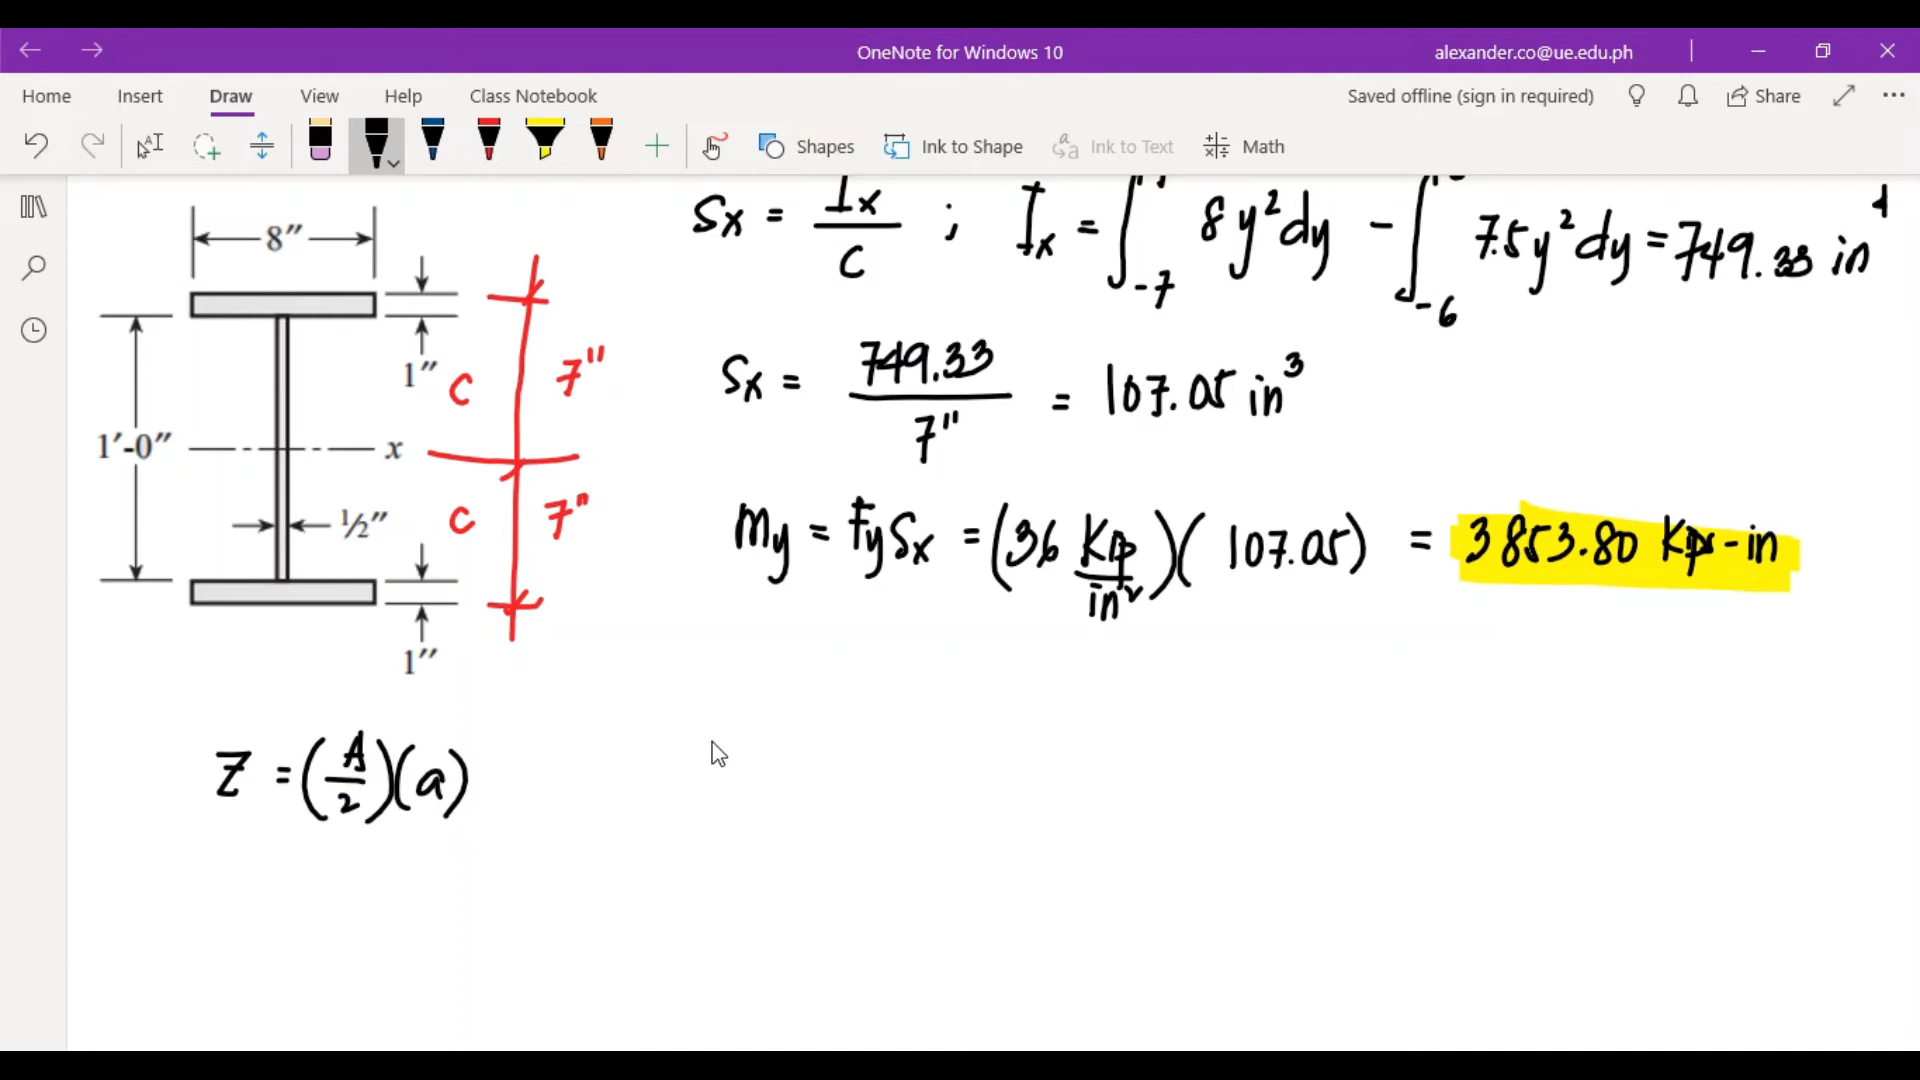 OneNote for Windows 10
alexander.co@ue.edu.ph
Home Insert Draw View Help Class Notebook
Saved offline (sign in required) Share
Shapes Ink to Shape Ink to Text Math
8″
1″
1′-0″
x
½″
1″
C 7"
C 7"
Sx = Ix / C ; Ix = ∫-7 8y²dy - ∫-6 7.5y²dy = 749.33 in
Sx = 749.33 / 7" = 107.05 in³
My = FySx = (36 Kip/in²)(107.05) = 3853.80 Kip-in
Z = (A/2)(a)